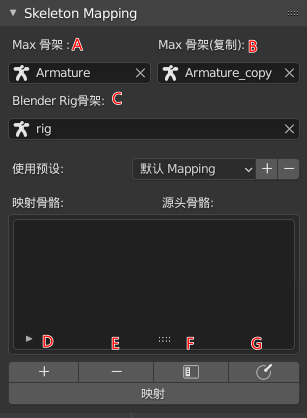 Skeleton Mapping
Max 骨架 : A Max 骨架(复制): B
Armature Armature_copy
Blender Rig骨架: C
rig
使用预设: 默认 Mapping + −
映射骨骼: 源头骨骼:
D E F G
+ −
映射